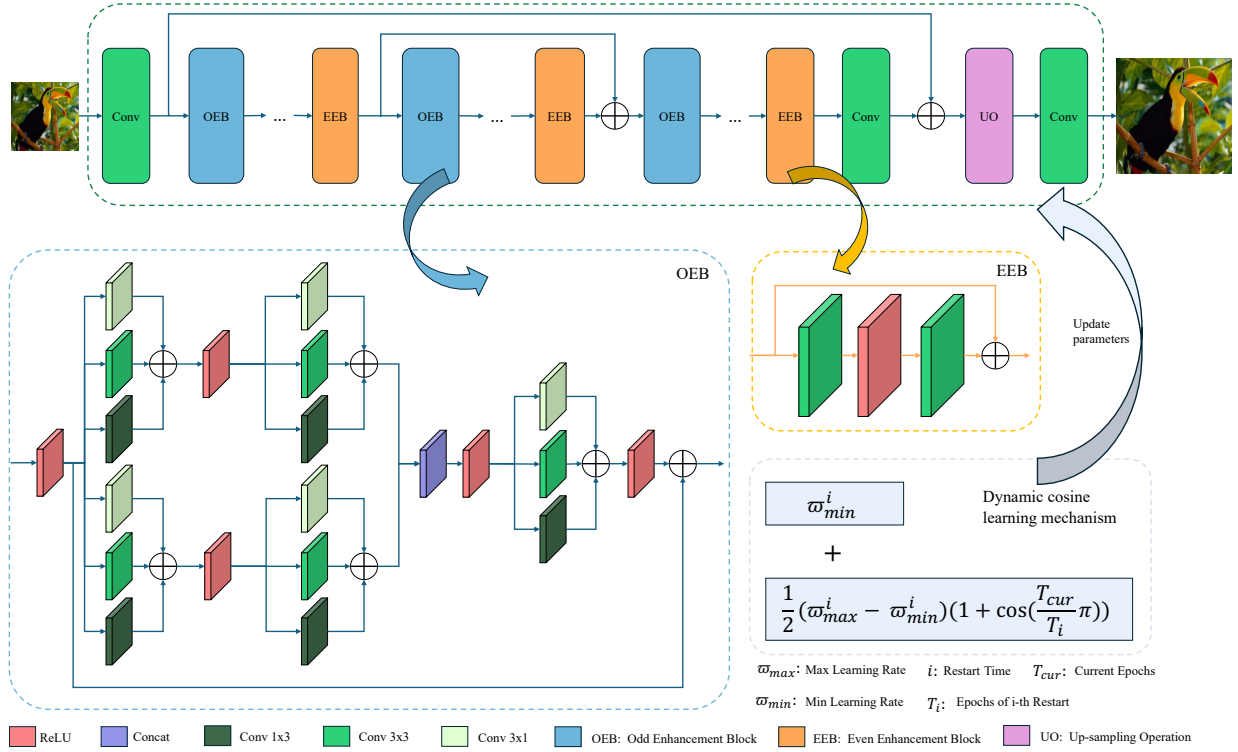 Conv
OEB
...
EEB
OEB
...
EEB
OEB
...
EEB
Conv
UO
Conv
OEB
EEB
Update
parameters
Dynamic cosine
learning mechanism
ϖ^i_min
+
1/2 (ϖ^i_max − ϖ^i_min)(1 + cos(T_cur/T_i π))
ϖ_max: Max Learning Rate i: Restart Time T_cur: Current Epochs
ϖ_min: Min Learning Rate T_i: Epochs of i-th Restart
ReLU Concat Conv 1x3 Conv 3x3 Conv 3x1 OEB: Odd Enhancement Block EEB: Even Enhancement Block UO: Up-sampling Operation